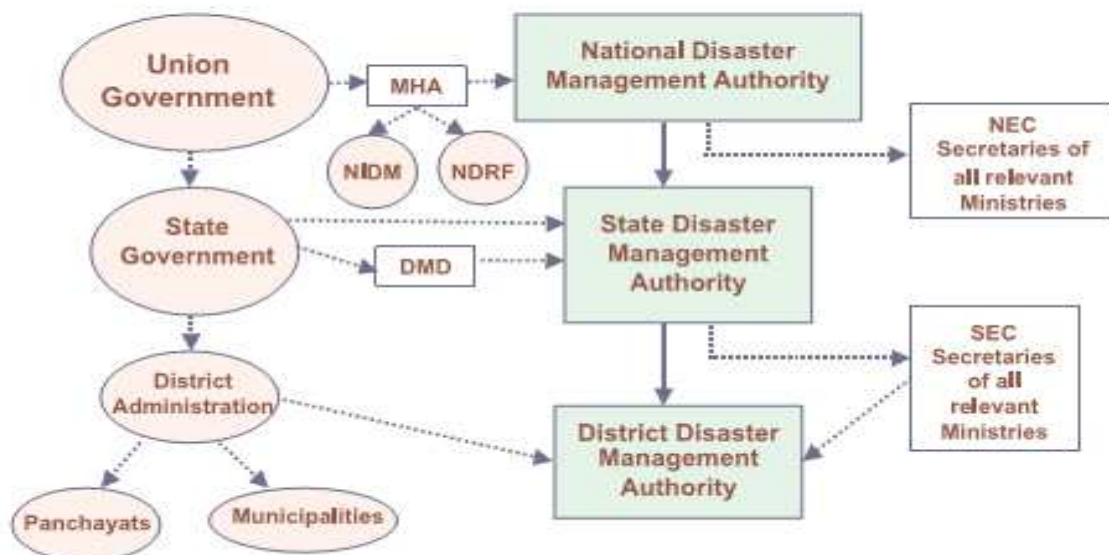 Union
Government
MHA
National Disaster
Management Authority
NIDM
NDRF
NEC
Secretaries of
all relevant
Ministries
State
Government
DMD
State Disaster
Management
Authority
SEC
Secretaries
of all
relevant
Ministries
District
Administration
District Disaster
Management
Authority
Panchayats
Municipalities